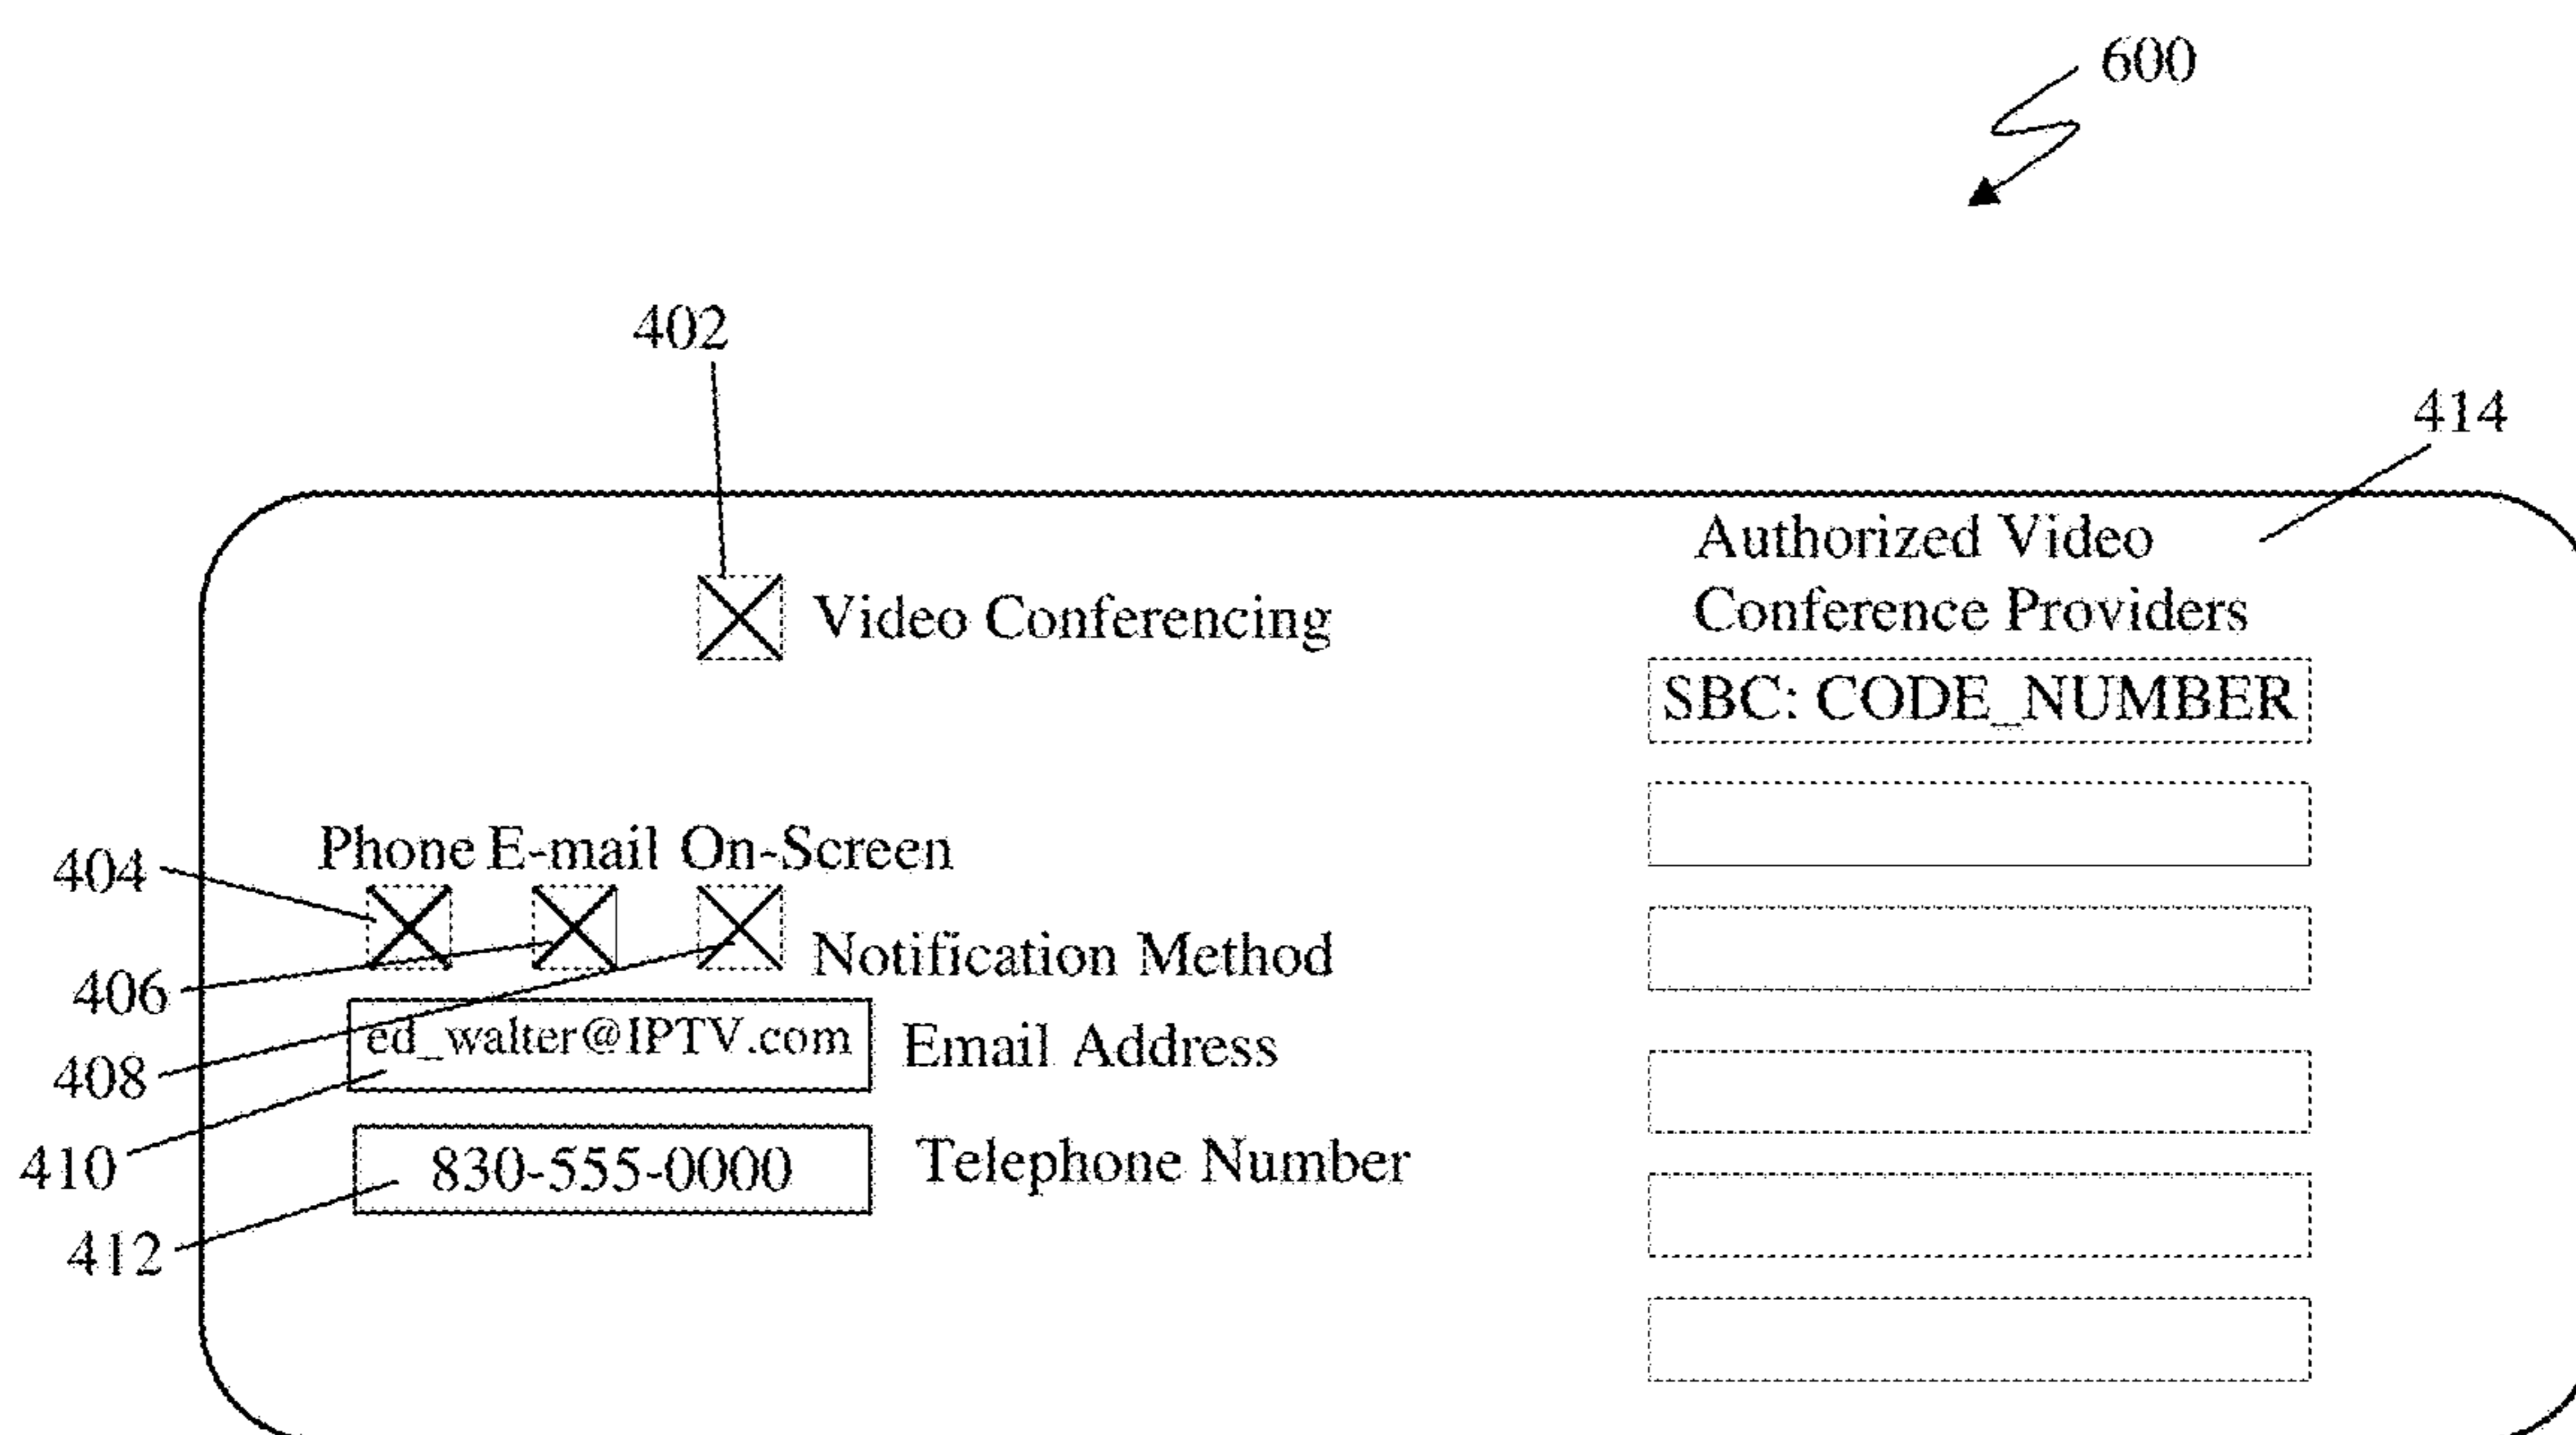 600
402
414
Authorized Video
Conference Providers
Video Conferencing
SBC: CODE_NUMBER
Phone E-mail On-Screen
404
406
Notification Method
408
ed_walter@IPTV.com Email Address
410
830-555-0000 Telephone Number
412